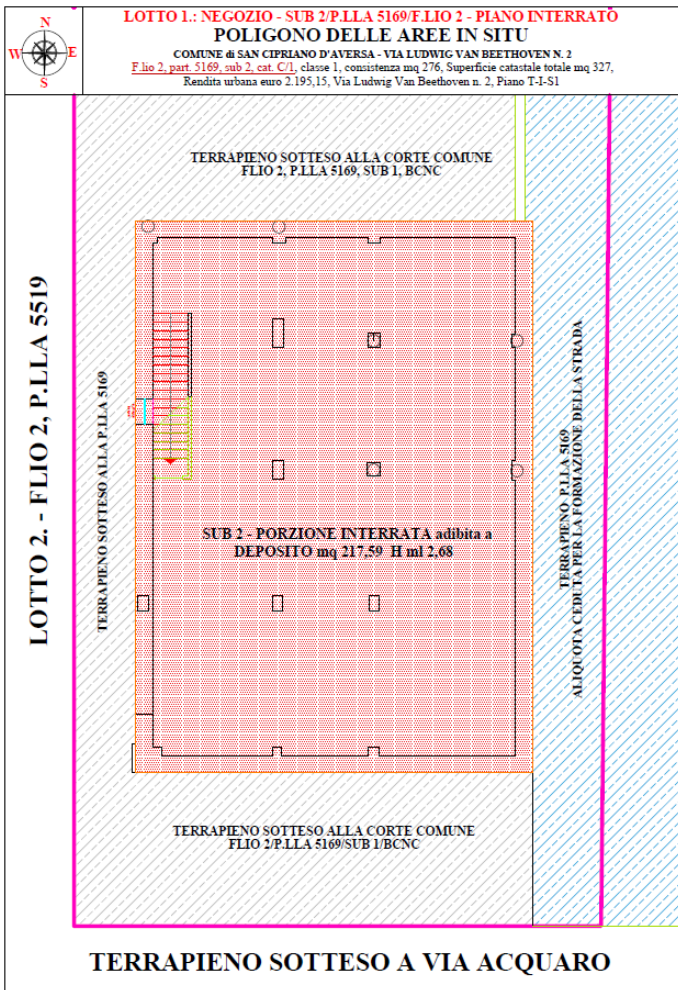 LOTTO 1.: NEGOZIO - SUB 2/P.LLA 5169/F.LIO 2 - PIANO INTERRATO
POLIGONO DELLE AREE IN SITU
COMUNE di SAN CIPRIANO D'AVERSA - VIA LUDWIG VAN BEETHOVEN N. 2
F.lio 2, part. 5169, sub 2, cat. C/1, classe 1, consistenza mq 276, Superficie catastale totale mq 327,
Rendita urbana euro 2.195,15, Via Ludwig Van Beethoven n. 2, Piano T-I-S1
N
W E
S
TERRAPIENO SOTTESO ALLA CORTE COMUNE
FLIO 2, P.LLA 5169, SUB 1, BCNC
LOTTO 2. - FLIO 2, P.LLA 5519
TERRAPIENO SOTTESO ALLA P.LLA 5169
SUB 2 - PORZIONE INTERRATA adibita a
DEPOSITO mq 217,59 H ml 2,68
TERRAPIENO P.LLA 5169
ALIQUOTA CEDUTA PER LA FORMAZIONE DELLA STRADA
TERRAPIENO SOTTESO ALLA CORTE COMUNE
FLIO 2/P.LLA 5169/SUB 1/BCNC
TERRAPIENO SOTTESO A VIA ACQUARO